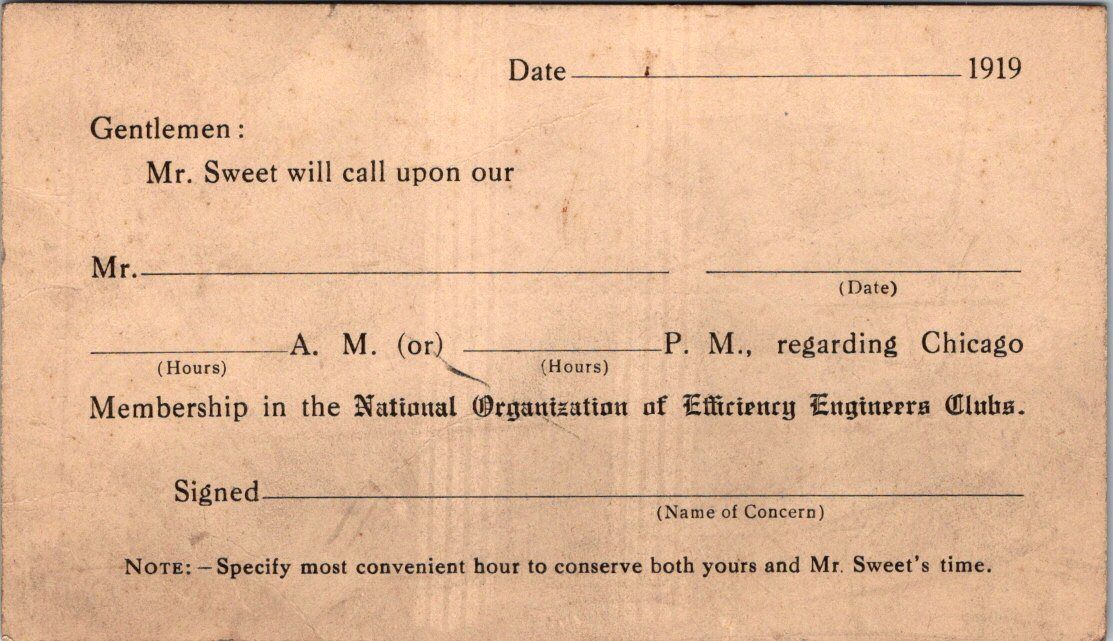 Date 1919
Gentlemen:
Mr. Sweet will call upon our
Mr.
(Date)
A. M. (or) P. M., regarding Chicago
(Hours) (Hours)
Membership in the National Organization of Efficiency Engineers Clubs.
Signed
(Name of Concern)
NOTE:—Specify most convenient hour to conserve both yours and Mr. Sweet's time.